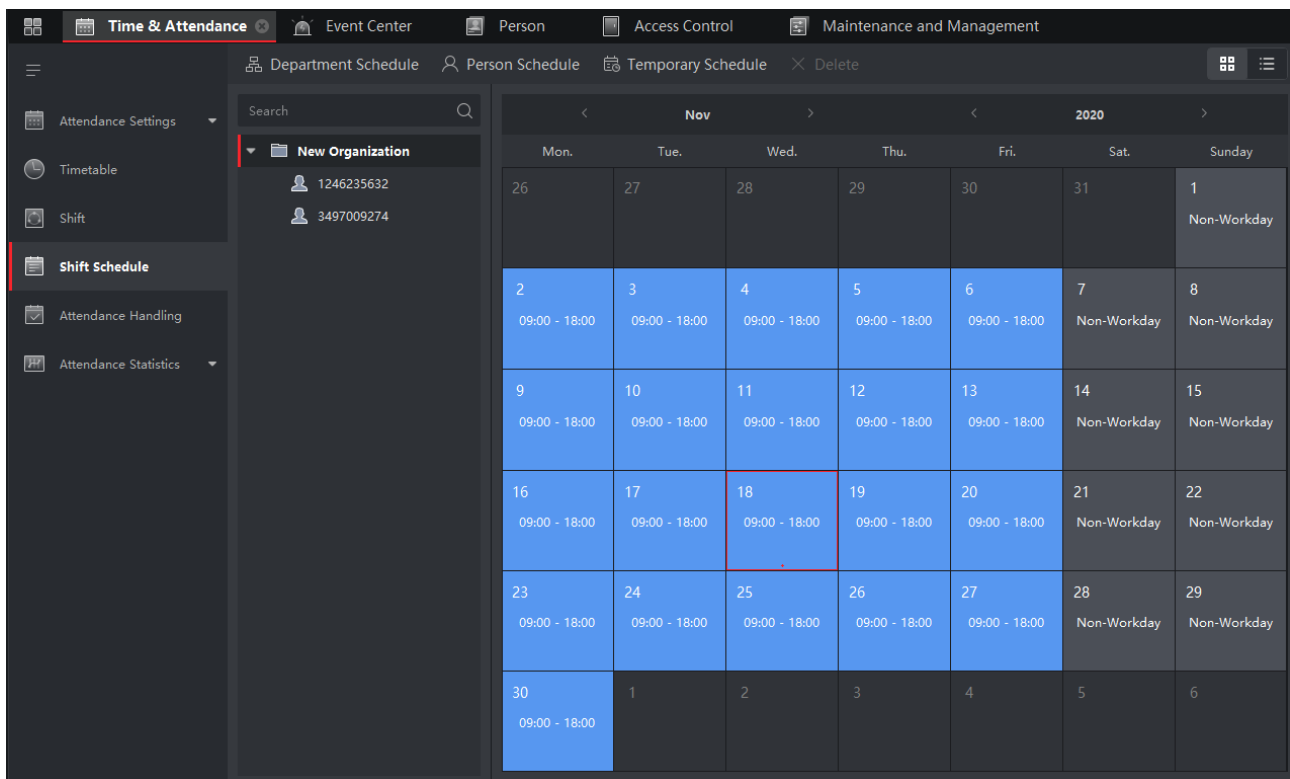 Time & Attendance Event Center Person Access Control Maintenance and Management
Department Schedule Person Schedule Temporary Schedule Delete
Attendance Settings
Timetable
Shift
Shift Schedule
Attendance Handling
Attendance Statistics
Search
New Organization
1246235632
3497009274
Nov 2020
Mon. Tue. Wed. Thu. Fri. Sat. Sunday
26 27 28 29 30 31 1
Non-Workday
2 3 4 5 6 7 8
09:00 - 18:00 09:00 - 18:00 09:00 - 18:00 09:00 - 18:00 09:00 - 18:00 Non-Workday Non-Workday
9 10 11 12 13 14 15
09:00 - 18:00 09:00 - 18:00 09:00 - 18:00 09:00 - 18:00 09:00 - 18:00 Non-Workday Non-Workday
16 17 18 19 20 21 22
09:00 - 18:00 09:00 - 18:00 09:00 - 18:00 09:00 - 18:00 09:00 - 18:00 Non-Workday Non-Workday
23 24 25 26 27 28 29
09:00 - 18:00 09:00 - 18:00 09:00 - 18:00 09:00 - 18:00 09:00 - 18:00 Non-Workday Non-Workday
30 1 2 3 4 5 6
09:00 - 18:00